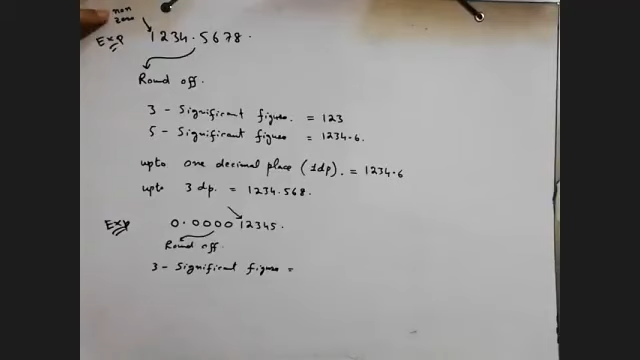 non
zero
Exp 1234.5678.
Round off.
3 - Significant figures. = 123
5 - Significant figures = 1234.6.
upto one decimal place (1dp). = 1234.6
upto 3 dp. = 1234.568.
Exp 0.000012345.
Round off.
3 - Significant figures =